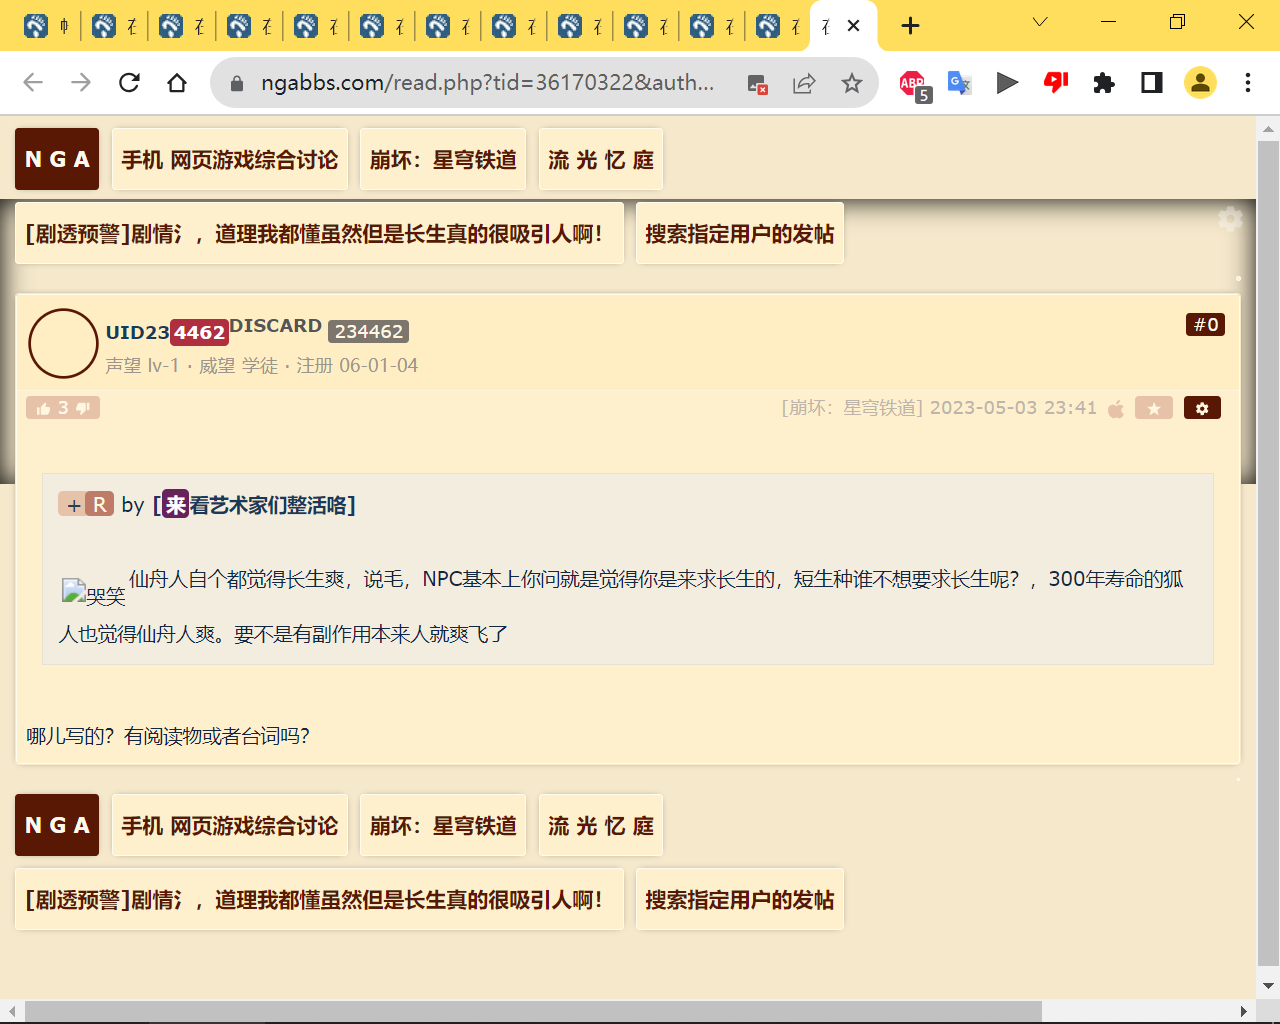 ngabbs.com/read.php?tid=36170322&auth...
ABP
5
N G A
手机 网页游戏综合讨论
崩坏：星穹铁道
流 光 忆 庭
[剧透预警]剧情氵，道理我都懂虽然但是长生真的很吸引人啊！
搜索指定用户的发帖
UID234462DISCARD 234462
#0
声望 lv-1 · 威望 学徒 · 注册 06-01-04
3
[崩坏：星穹铁道] 2023-05-03 23:41
+ R by [来看艺术家们整活咯]
哭笑 仙舟人自个都觉得长生爽，说毛，NPC基本上你问就是觉得你是来求长生的，短生种谁不想要求长生呢？，300年寿命的狐
人也觉得仙舟人爽。要不是有副作用本来人就爽飞了
哪儿写的？有阅读物或者台词吗？
N G A
手机 网页游戏综合讨论
崩坏：星穹铁道
流 光 忆 庭
[剧透预警]剧情氵，道理我都懂虽然但是长生真的很吸引人啊！
搜索指定用户的发帖